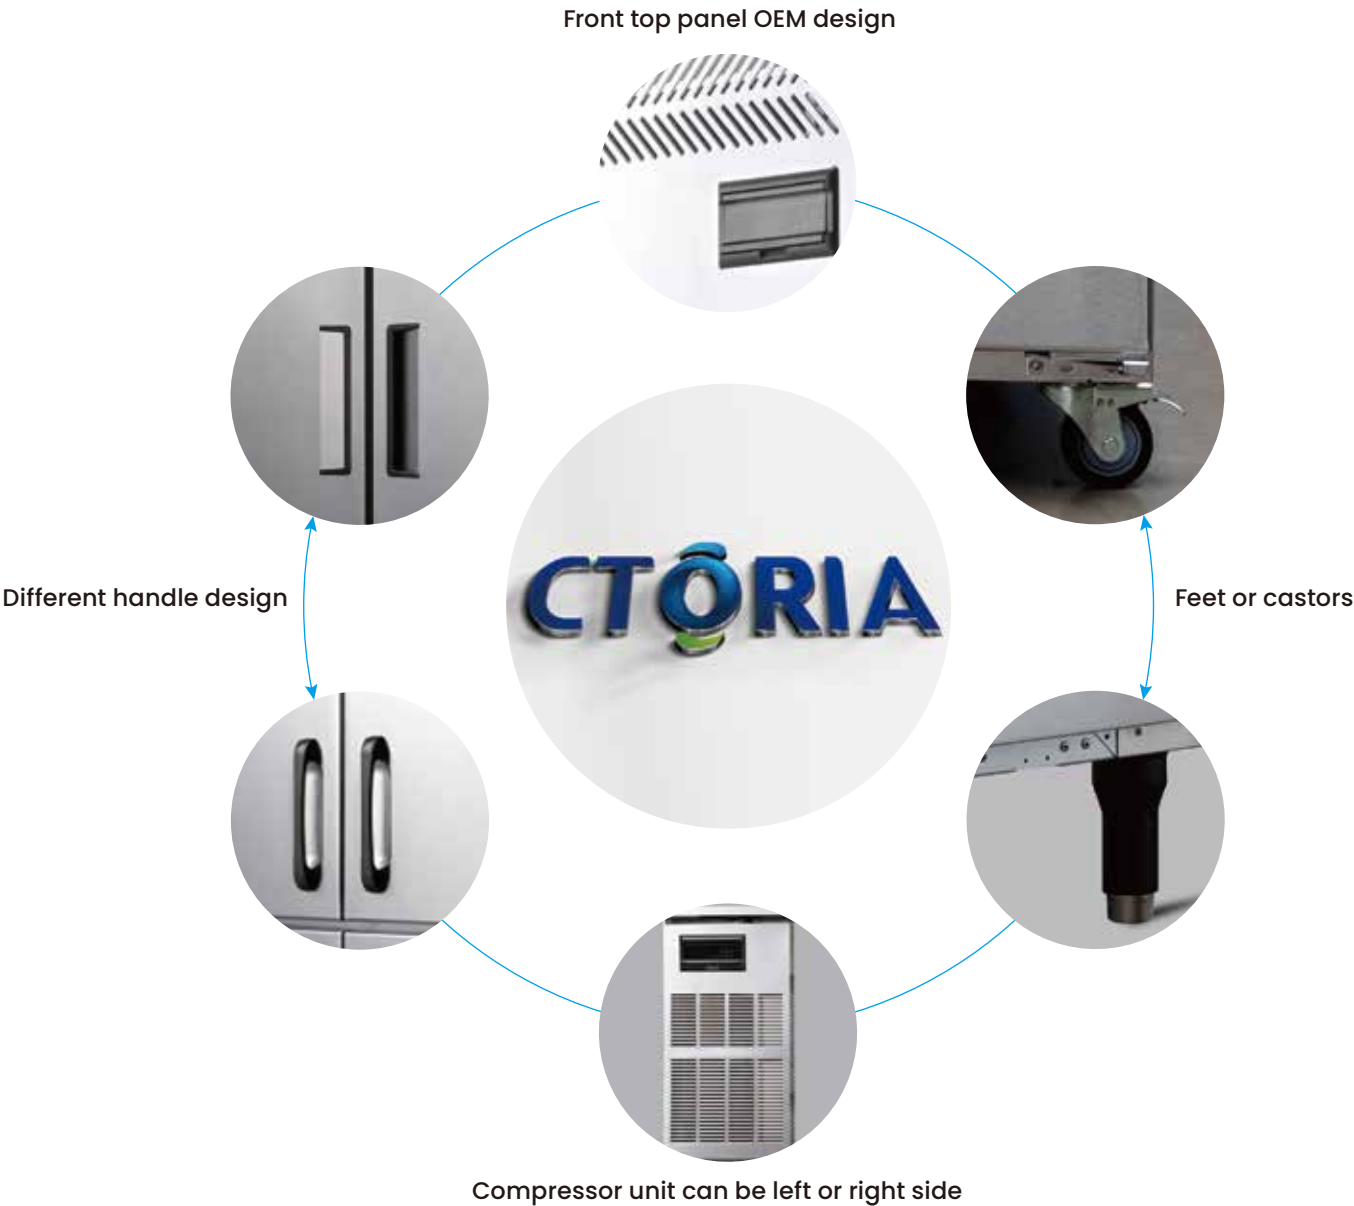 Front top panel OEM design
CTORIA
Different handle design
Feet or castors
Compressor unit can be left or right side